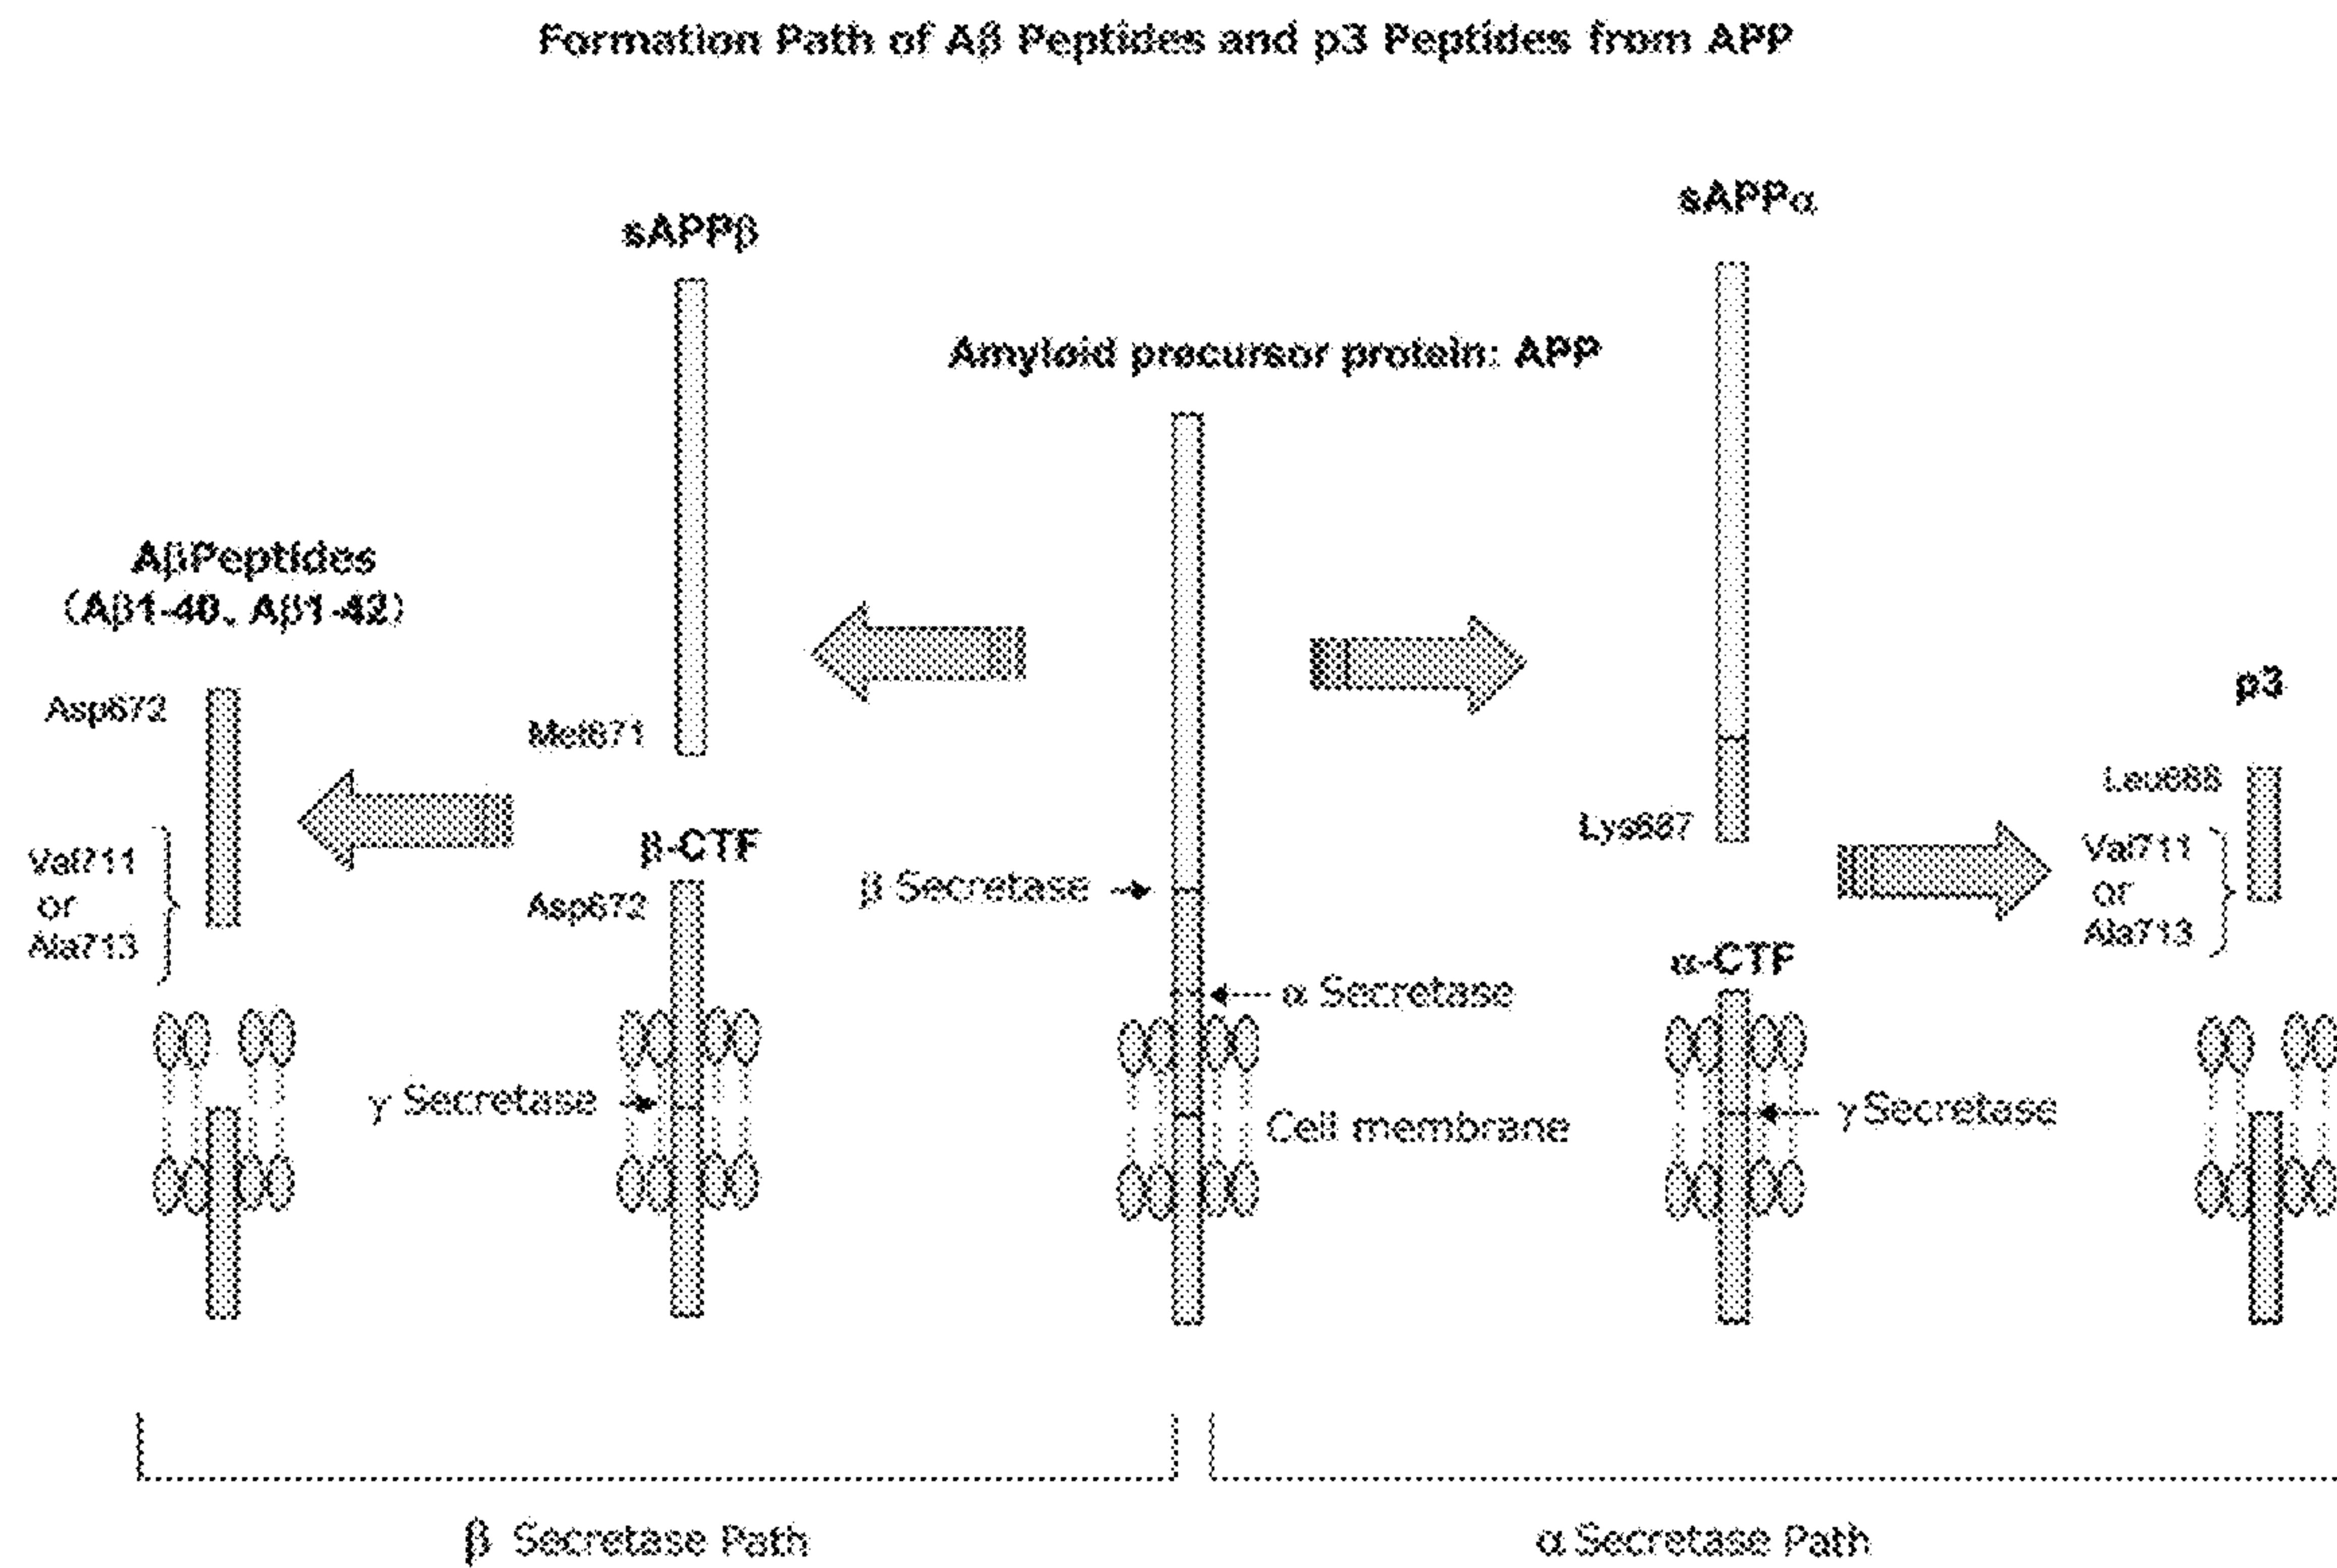 Formation Path of Aβ Peptides and p3 Peptides from APP
sAPPα
sAPPβ
Amyloid precursor protein: APP
AβPeptides
(Aβ1-40、Aβ1-42)
Asp672
Val711
or
Ala713
Met671
β-CTF
Asp672
γ Secretase
β Secretase
α Secretase
Cell membrane
Lys687
α-CTF
γ Secretase
p3
Leu688
Val711
or
Ala713
β Secretase Path
α Secretase Path